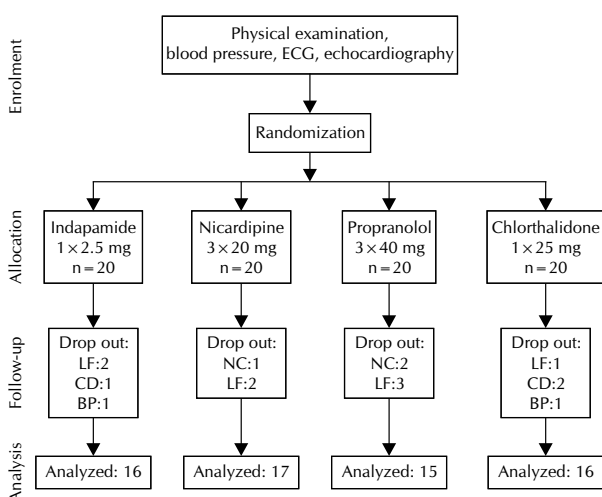 Enrolment
Physical examination,
blood pressure, ECG, echocardiography
Randomization
Allocation
Indapamide
1 × 2.5 mg
n = 20
Nicardipine
3 × 20 mg
n = 20
Propranolol
3 × 40 mg
n = 20
Chlorthalidone
1 × 25 mg
n = 20
Follow-up
Drop out:
LF:2
CD:1
BP:1
Drop out:
NC:1
LF:2
Drop out:
NC:2
LF:3
Drop out:
LF:1
CD:2
BP:1
Analysis
Analyzed: 16
Analyzed: 17
Analyzed: 15
Analyzed: 16